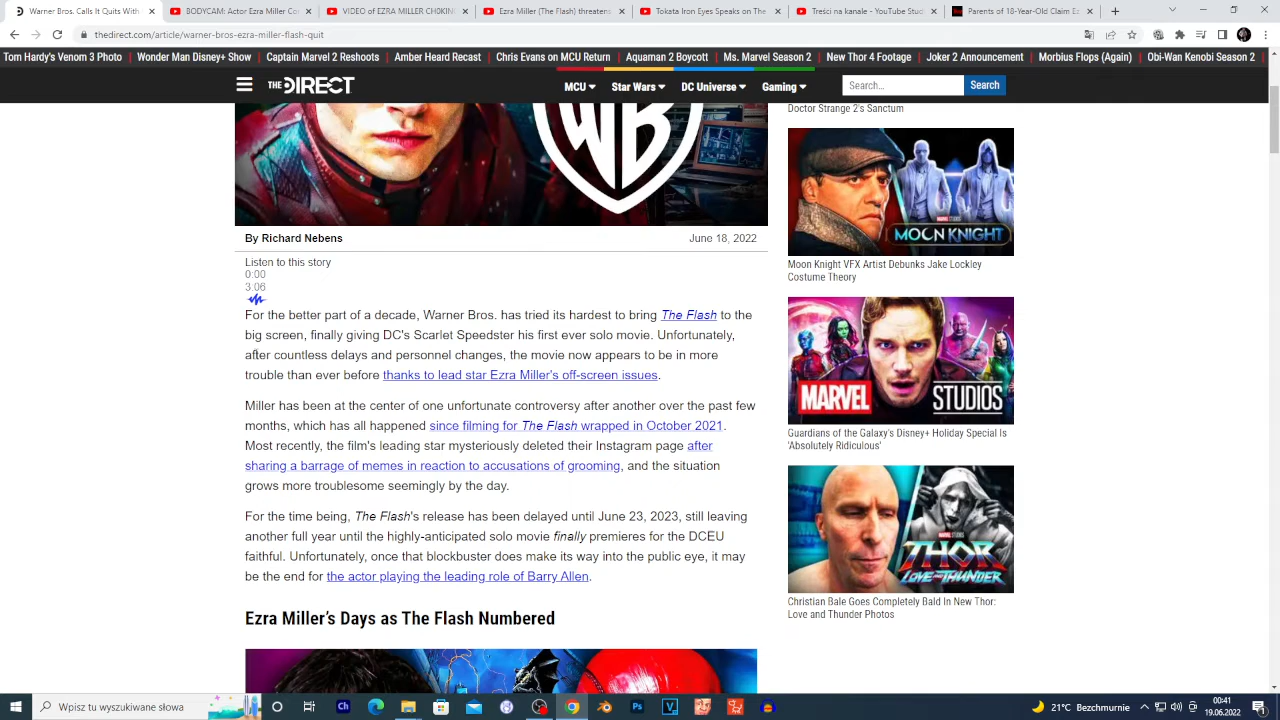 Warner Bros. Calls It Quits With
BODYCAM: Actor Ezra Miller Con
VIDEO OF EZRA MILLER CHOKIN
Ezra Miller (The Flash) threaten
Tokata Iron Eyes Speaks on The
Treści na kanale - YouTube Stud
Parents of 18-Year-Old Claim E
thedirect.com/article/warner-bros-ezra-miller-flash-quit
Tom Hardy's Venom 3 Photo | Wonder Man Disney+ Show | Captain Marvel 2 Reshoots | Amber Heard Recast | Chris Evans on MCU Return | Aquaman 2 Boycott | Ms. Marvel Season 2 | New Thor 4 Footage | Joker 2 Announcement | Morbius Flops (Again) | Obi-Wan Kenobi Season 2
THE DIRECT MCU Star Wars DC Universe Gaming Search... Search
WB
By Richard Nebens June 18, 2022
Listen to this story
0:00
3:06
For the better part of a decade, Warner Bros. has tried its hardest to bring The Flash to the
big screen, finally giving DC's Scarlet Speedster his first ever solo movie. Unfortunately,
after countless delays and personnel changes, the movie now appears to be in more
trouble than ever before thanks to lead star Ezra Miller's off-screen issues.
Miller has been at the center of one unfortunate controversy after another over the past few
months, which has all happened since filming for The Flash wrapped in October 2021.
Most recently, the film's leading star mysteriously deleted their Instagram page after
sharing a barrage of memes in reaction to accusations of grooming, and the situation
grows more troublesome seemingly by the day.
For the time being, The Flash's release has been delayed until June 23, 2023, still leaving
another full year until the highly-anticipated solo movie finally premieres for the DCEU
faithful. Unfortunately, once that blockbuster does make its way into the public eye, it may
be the end for the actor playing the leading role of Barry Allen.
Ezra Miller's Days as The Flash Numbered
Doctor Strange 2's Sanctum
MARVEL STUDIOS
MOON KNIGHT
Moon Knight VFX Artist Debunks Jake Lockley
Costume Theory
MARVEL STUDIOS
Guardians of the Galaxy's Disney+ Holiday Special Is
'Absolutely Ridiculous'
MARVEL STUDIOS
THOR
LOVE AND THUNDER
Christian Bale Goes Completely Bald In New Thor:
Love and Thunder Photos
Wpisz tu wyszukiwane słowa
Ch
Ps
V
21°C Bezchmurnie
00:41
19.06.2022